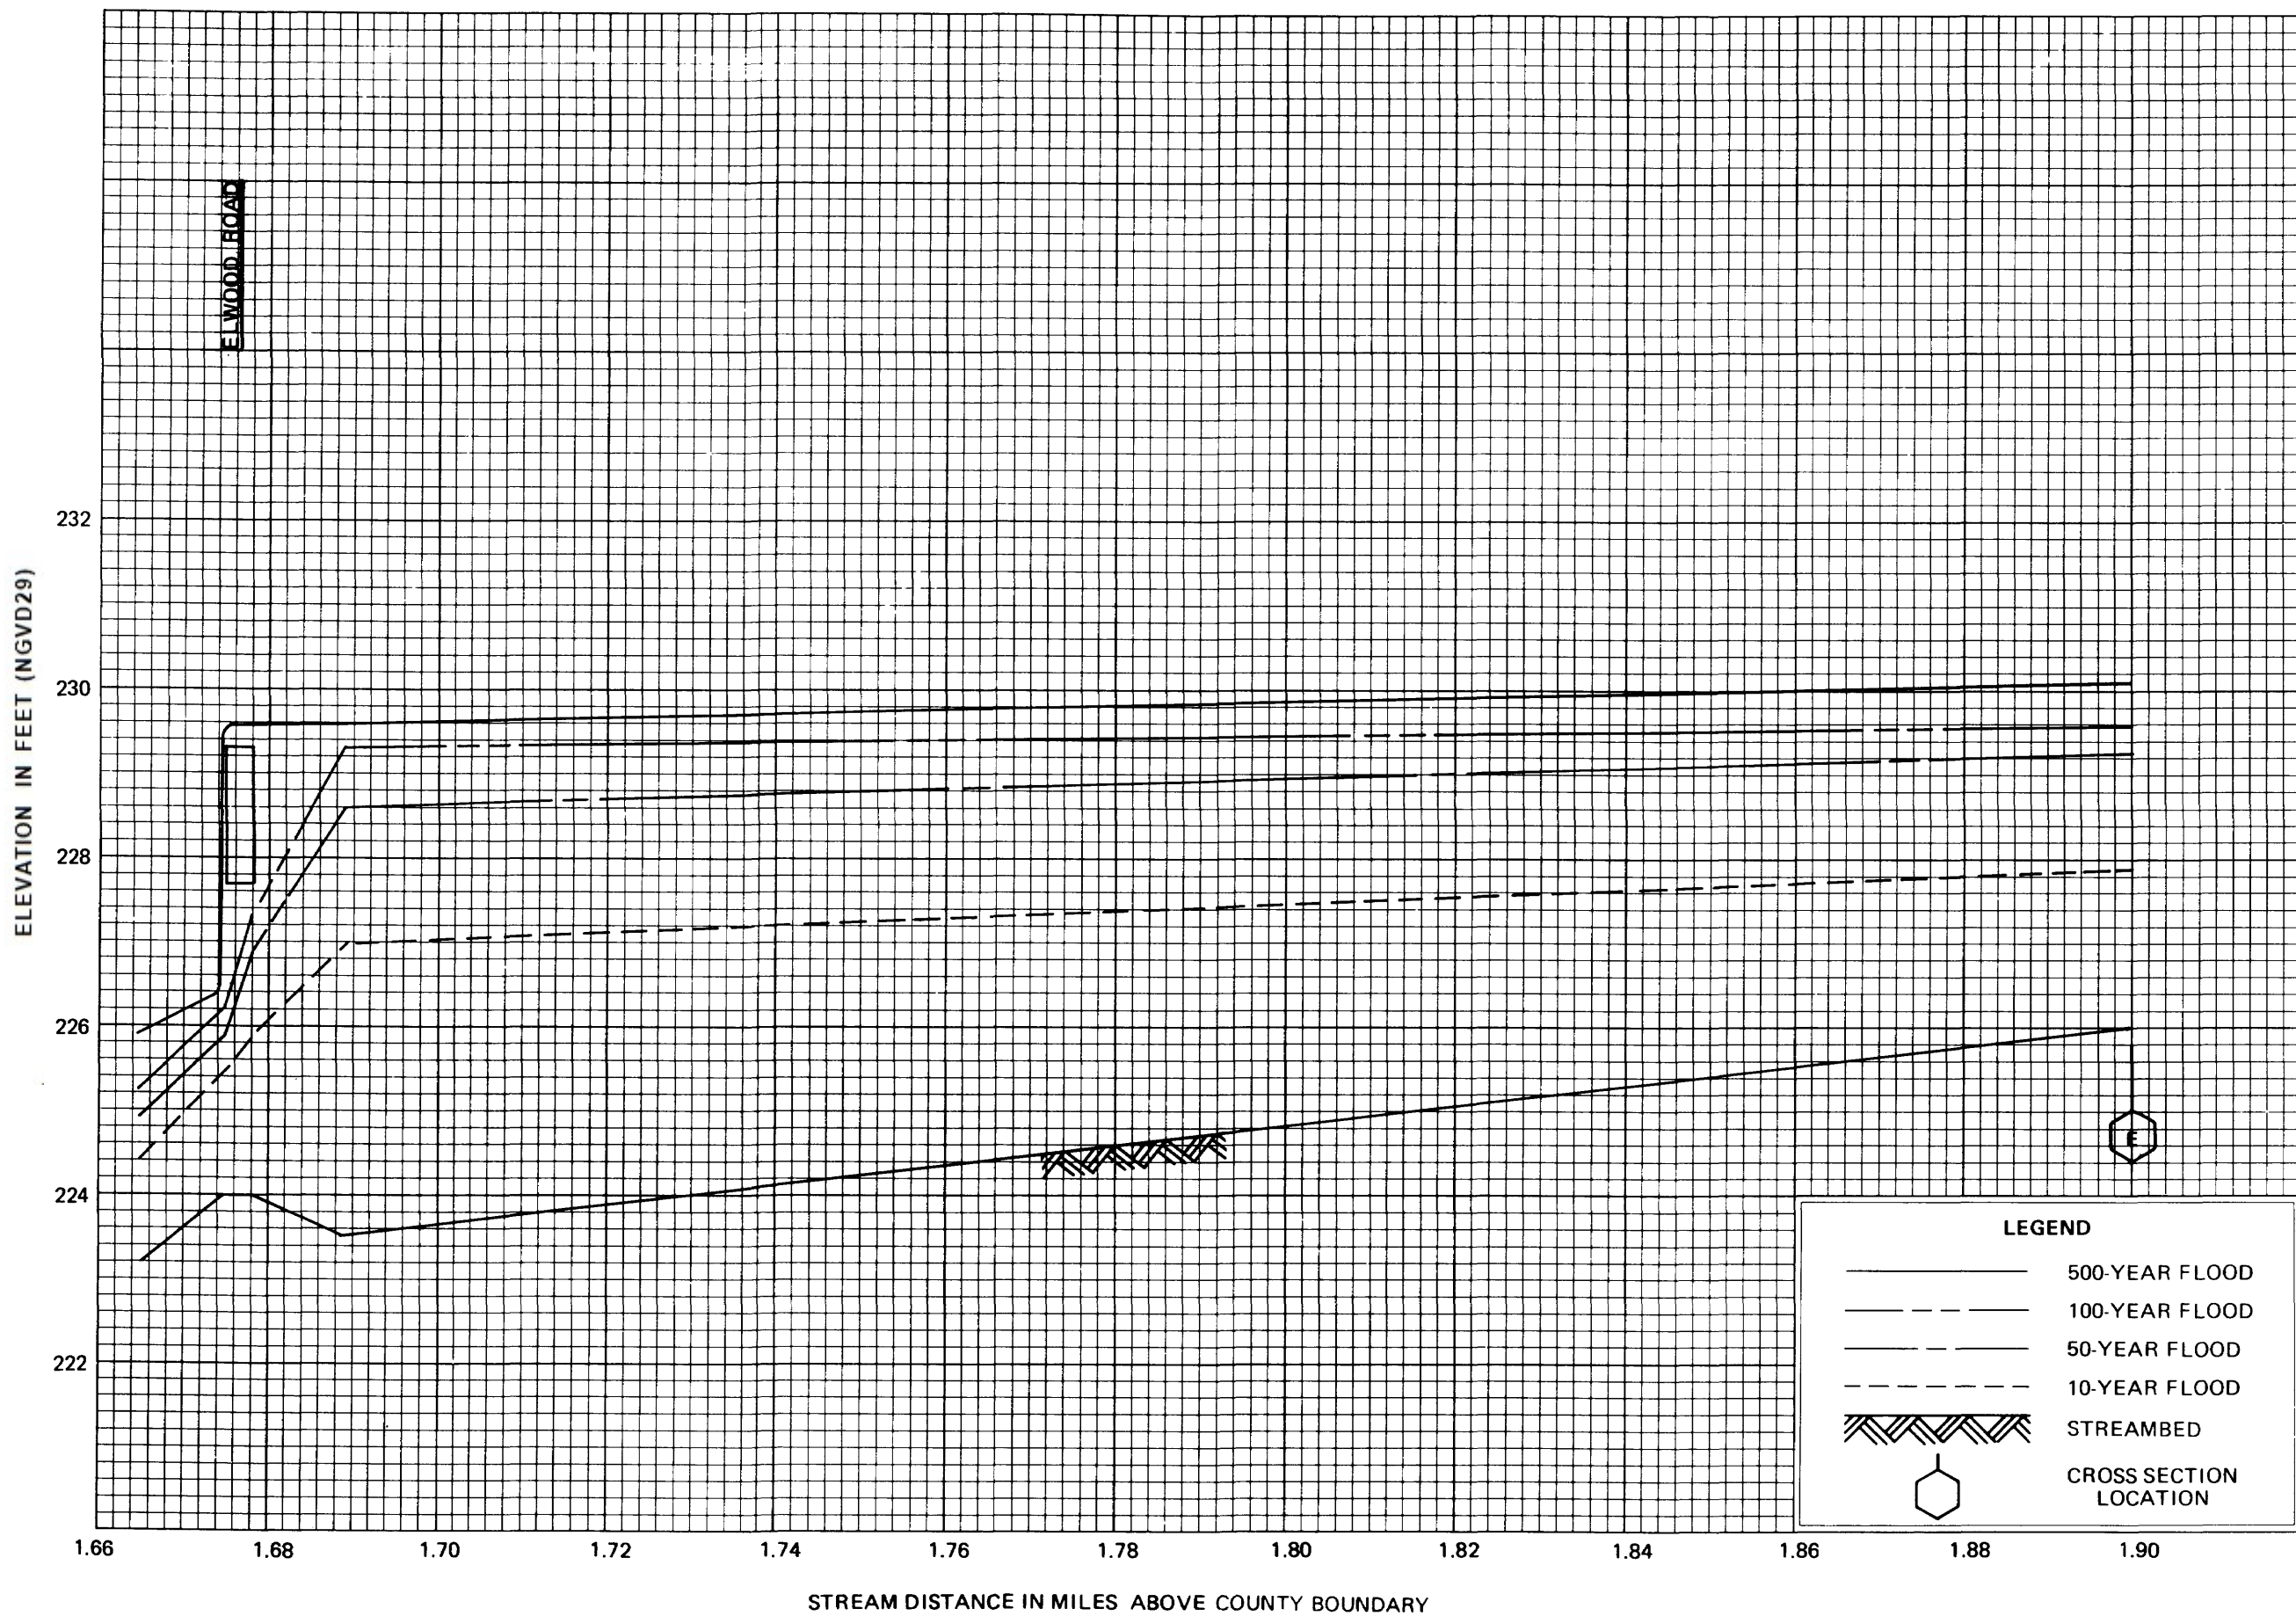 ELWOOD ROAD
ELEVATION IN FEET (NGVD29)
232
230
228
226
224
222
E
LEGEND
500-YEAR FLOOD
100-YEAR FLOOD
50-YEAR FLOOD
10-YEAR FLOOD
STREAMBED
CROSS SECTION
LOCATION
1.66 1.68 1.70 1.72 1.74 1.76 1.78 1.80 1.82 1.84 1.86 1.88 1.90
STREAM DISTANCE IN MILES ABOVE COUNTY BOUNDARY